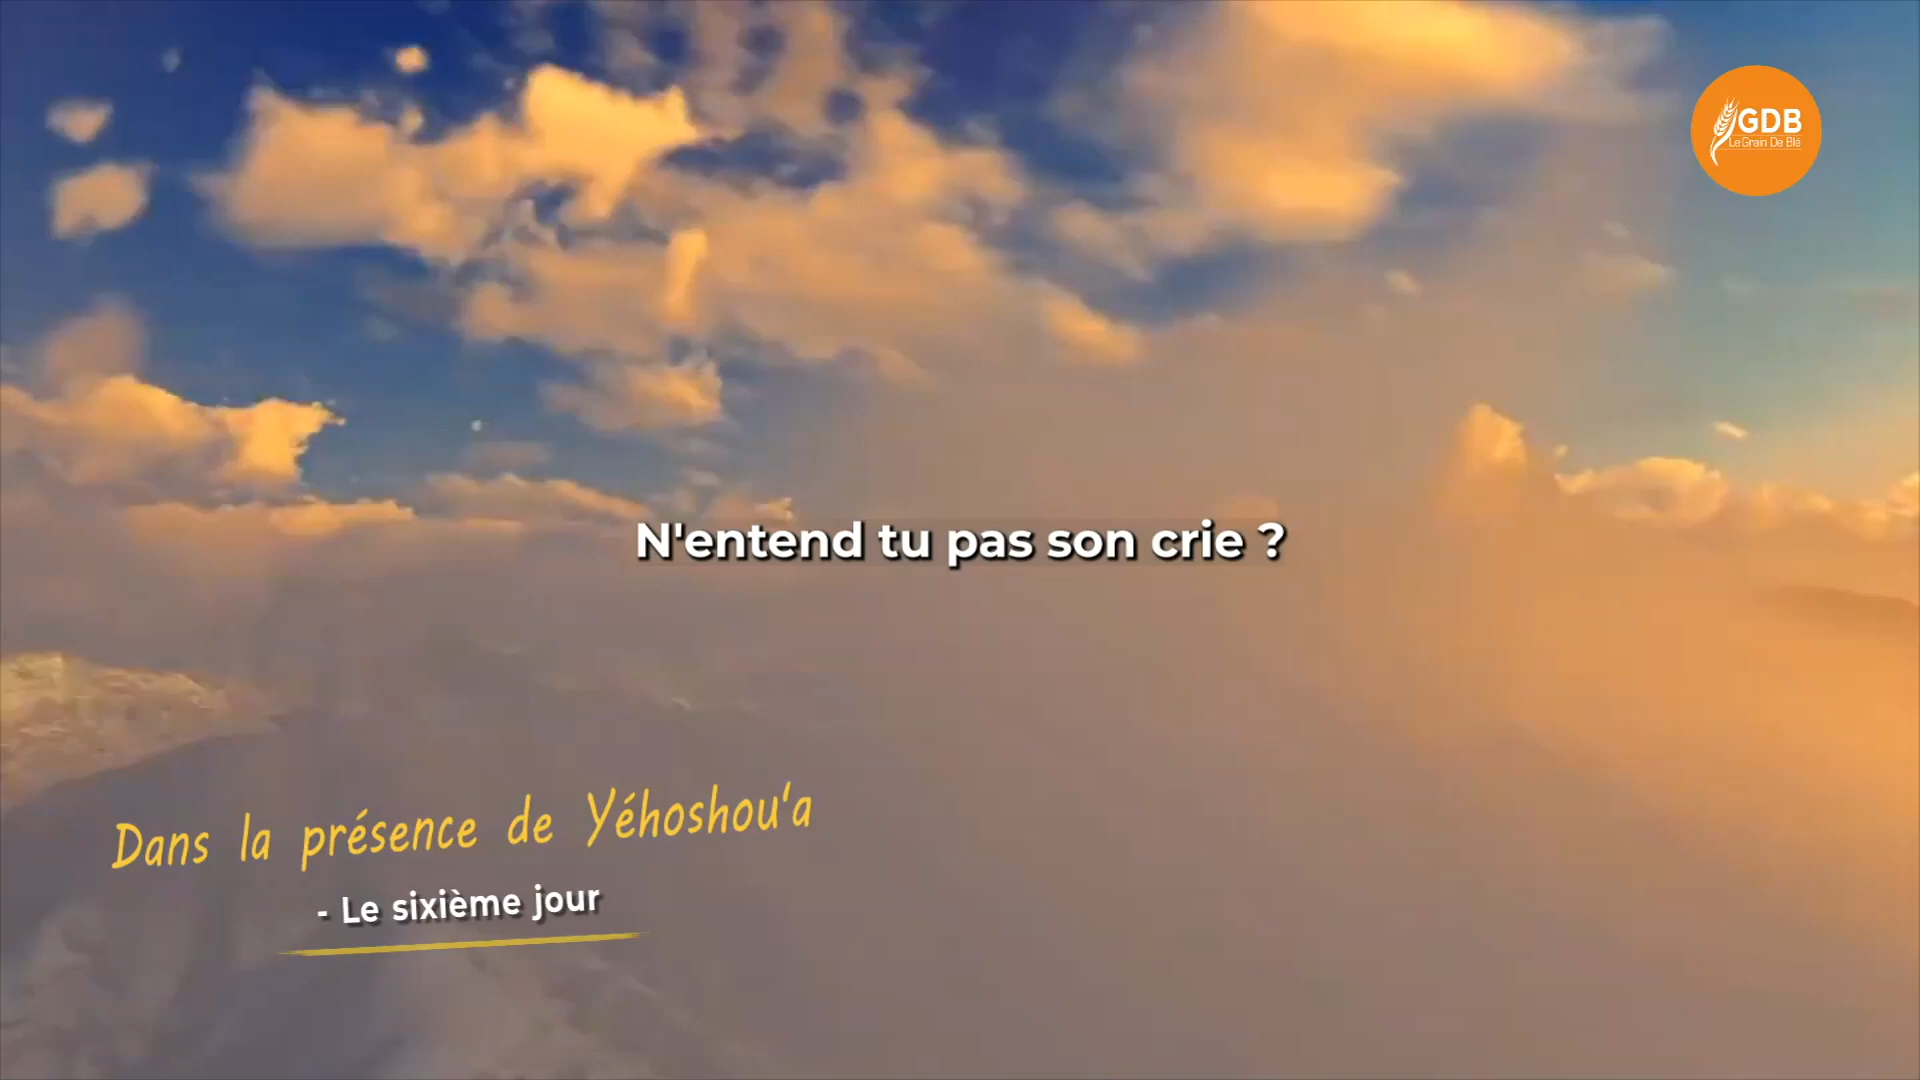 GDB
Le Grain De Blé
N'entend tu pas son crie ?
Dans la présence de Yéhoshou'a
- Le sixième jour